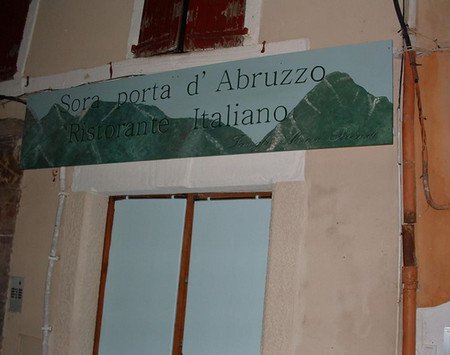 Sora porta d' Abruzzo
Ristorante Italiano